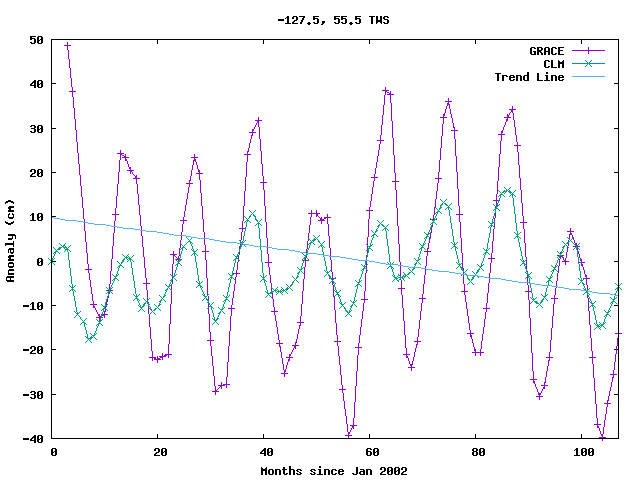 -127.5, 55.5 TWS
GRACE
CLM
Trend Line
50
40
30
20
10
0
-10
-20
-30
-40
Anomaly (cm)
0 20 40 60 80 100
Months since Jan 2002